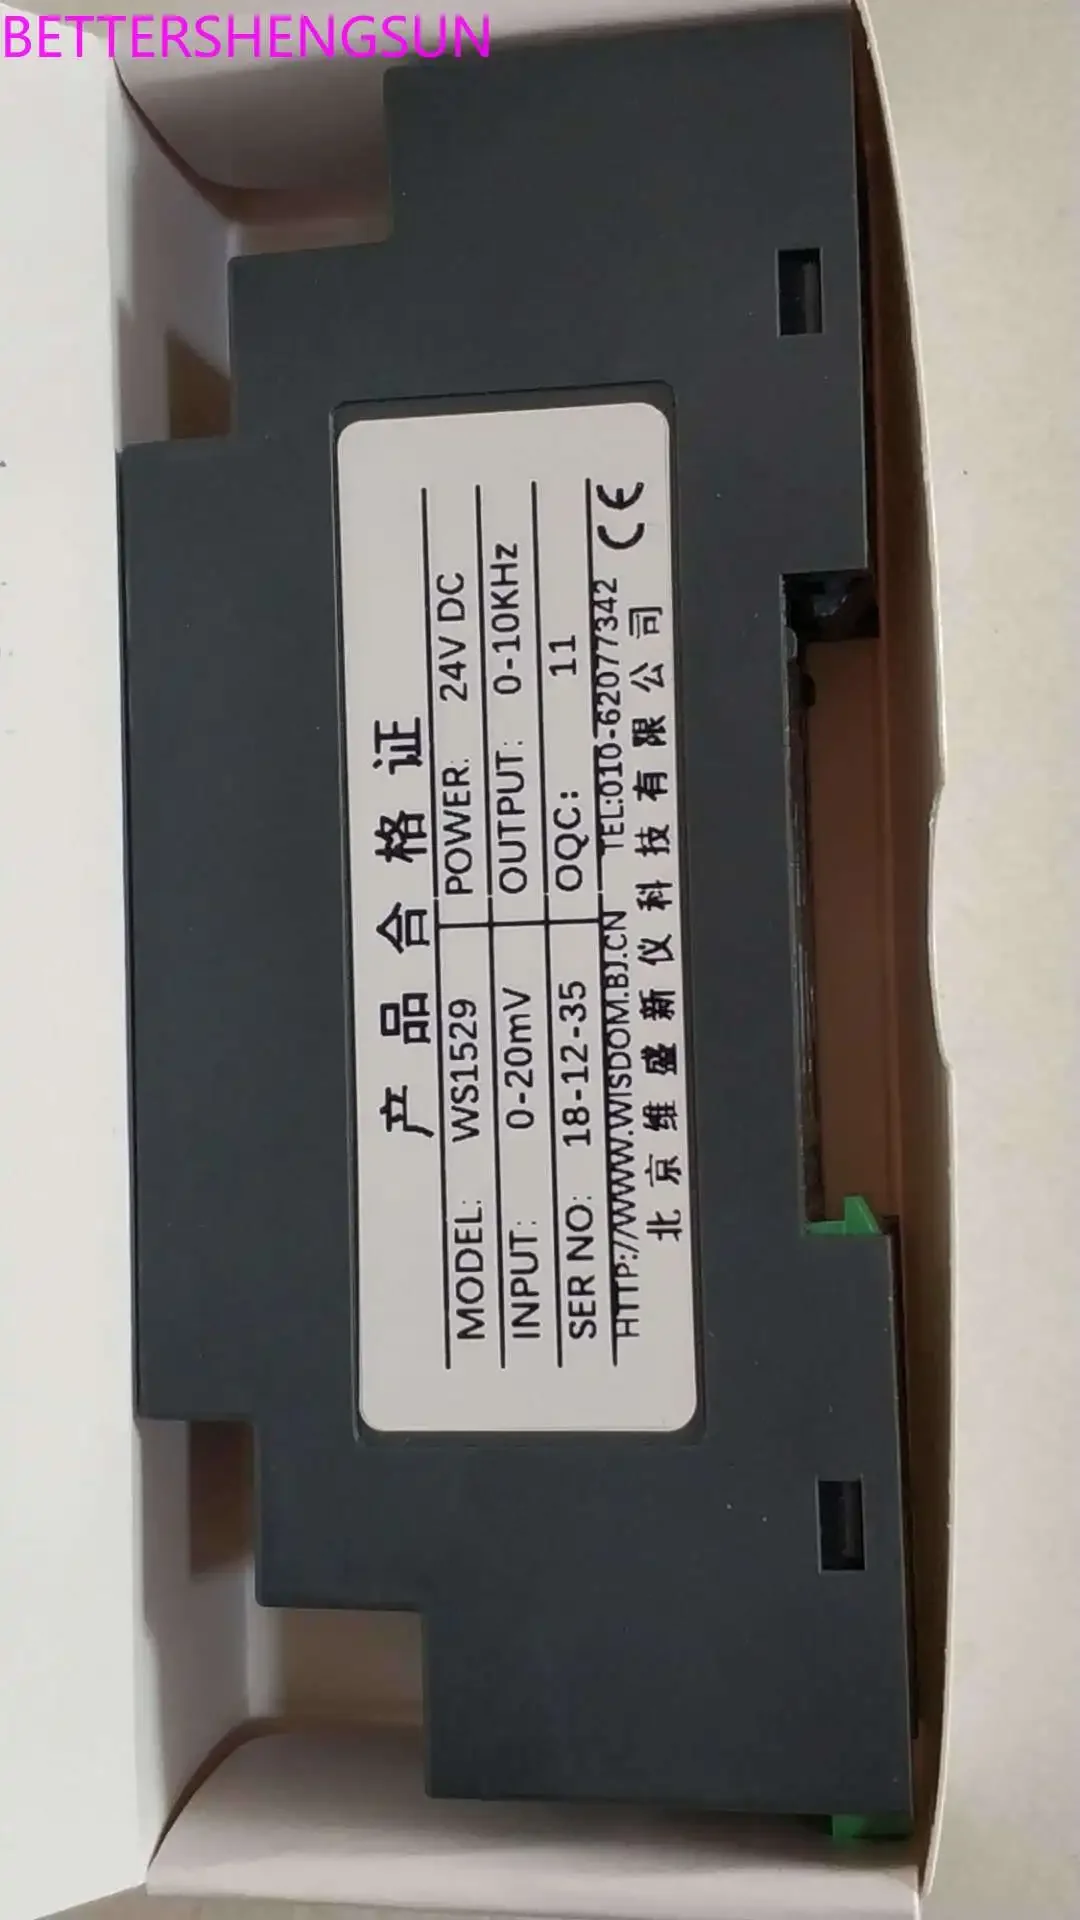 BETTERSHENGSUN
产品合格证
MODEL: WS1529 POWER: 24V DC
INPUT: 0-20mV OUTPUT: 0-10KHz
SER NO: 18-12-35 OQC: 11
HTTP://WWW.WISDOM.BJ.CN TEL:010-62077342 CE
北京维盛新仪科技有限公司